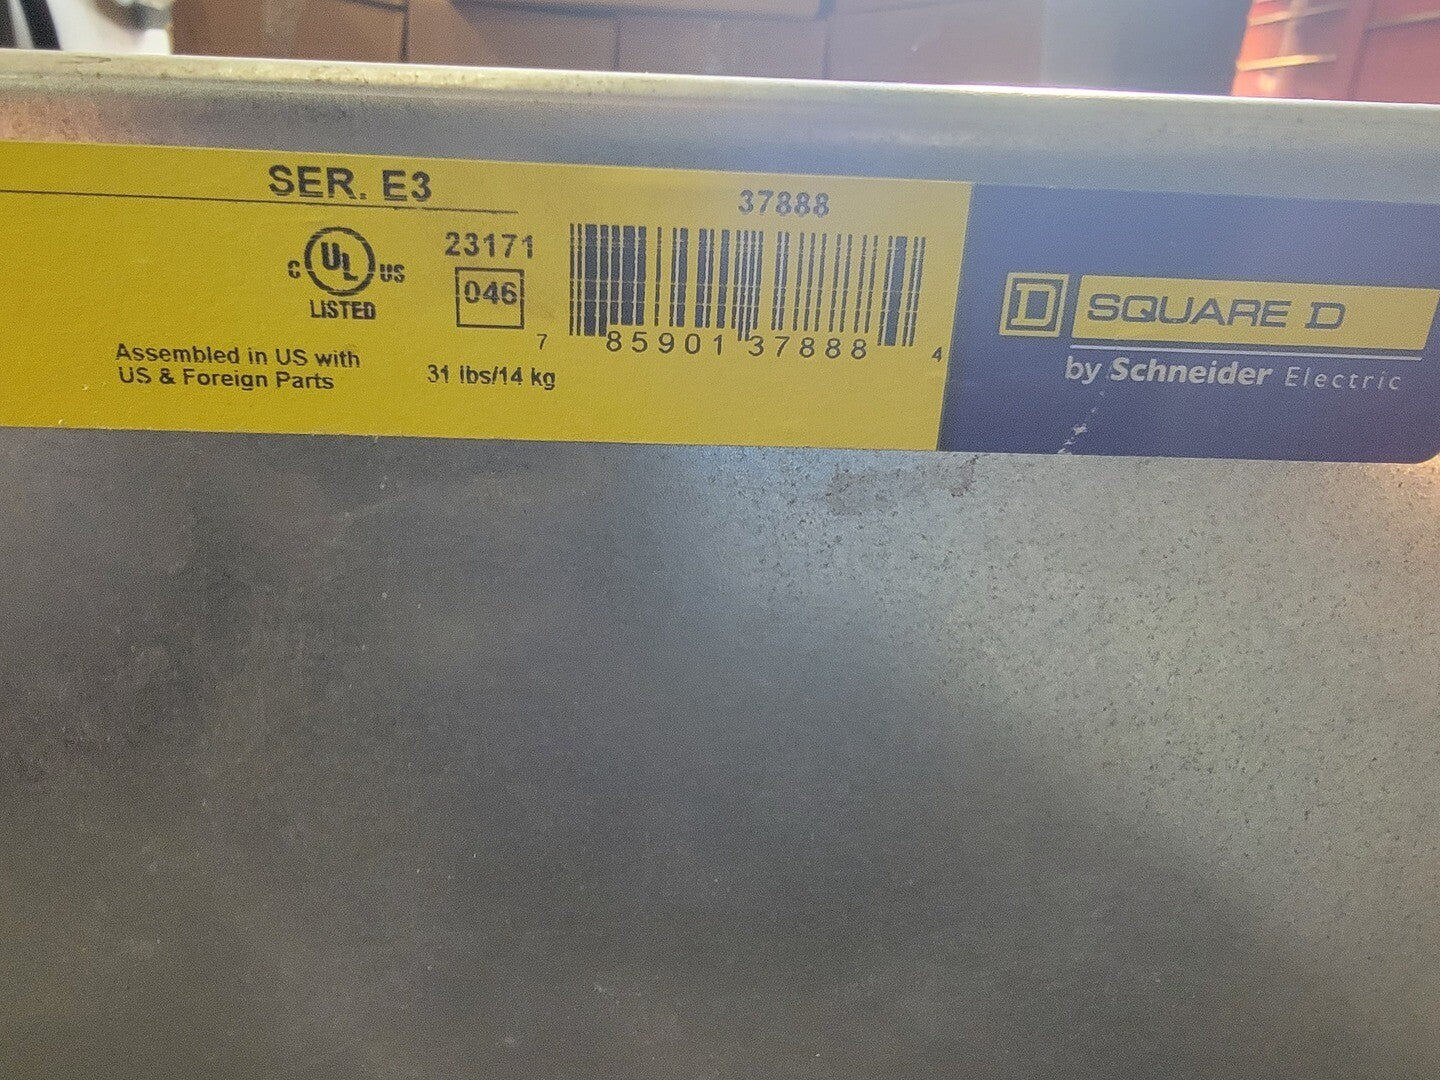 SER. E3
37888
C UL US
LISTED
23171
046
7 85901 37888 4
Assembled in US with
US & Foreign Parts
31 lbs/14 kg
D SQUARE D
by Schneider Electric